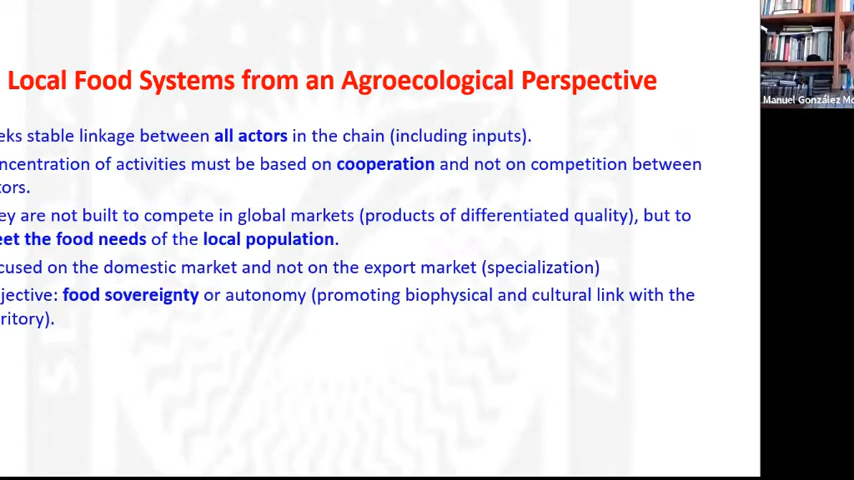 Local Food Systems from an Agroecological Perspective
eks stable linkage between all actors in the chain (including inputs).
ncentration of activities must be based on cooperation and not on competition between
tors.
ey are not built to compete in global markets (products of differentiated quality), but to
eet the food needs of the local population.
cused on the domestic market and not on the export market (specialization)
jective: food sovereignty or autonomy (promoting biophysical and cultural link with the
ritory).
Manuel González Mo